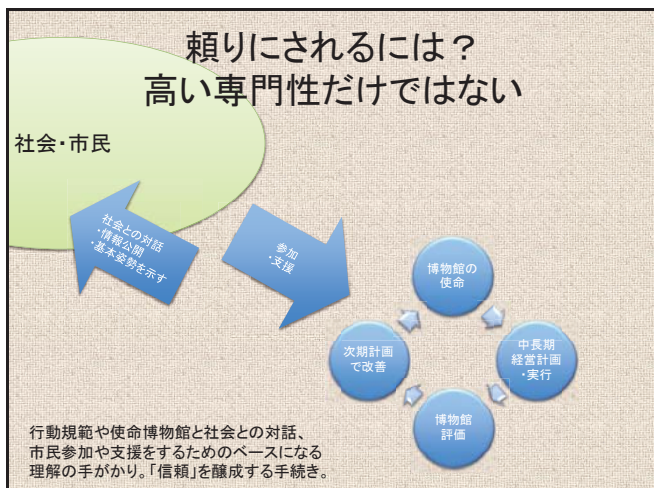 頼りにされるには？
高い専門性だけではない
社会・市民
社会との対話
・情報公開
・基本姿勢を示す
参加
・支援
博物館の
使命
中長期
経営計画
・実行
博物館
評価
次期計画
で改善
行動規範や使命博物館と社会との対話、
市民参加や支援をするためのベースになる
理解の手がかり。「信頼」を醸成する手続き。